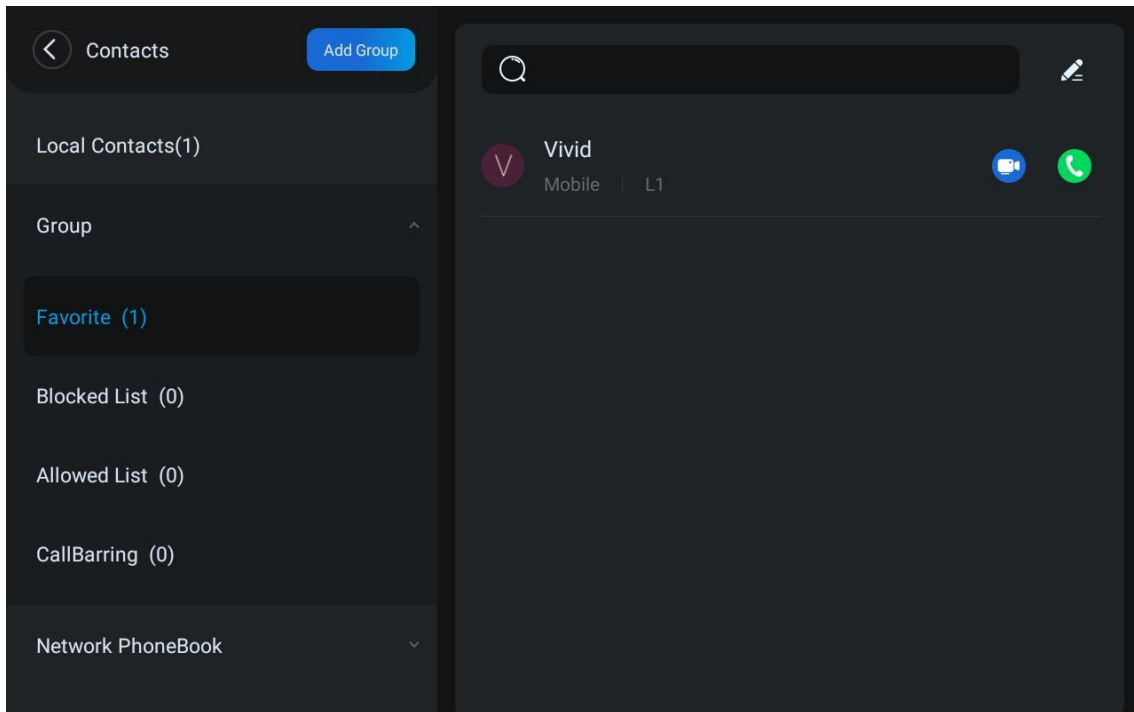 Contacts
Add Group
Local Contacts(1)
Group
Favorite (1)
Blocked List (0)
Allowed List (0)
CallBarring (0)
Network PhoneBook
V
Vivid
Mobile | L1